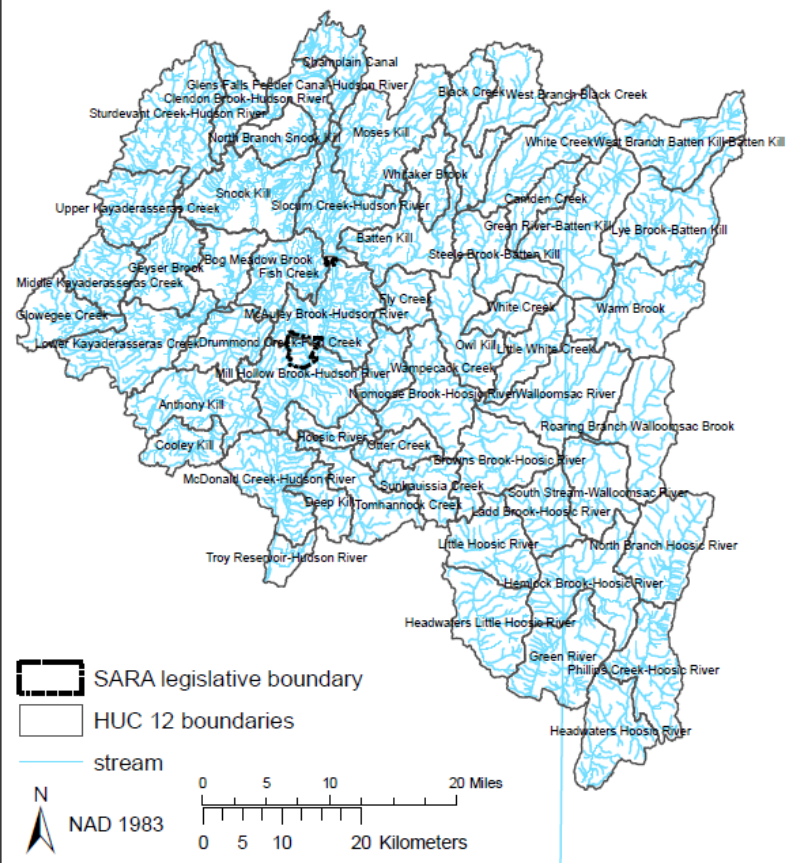 Champlain Canal
Glens Falls Feeder Canal-Hudson River
Clendon Brook-Hudson River
Sturdevant Creek-Hudson River
Black Creek
West Branch Black Creek
North Branch Snook Kill
Moses Kill
White Creek
West Branch Batten Kill-Batten Kill
Whitaker Brook
Snook Kill
Upper Kayaderasseras Creek
Slocum Creek-Hudson River
Camden Creek
Green River-Batten Kill
Lye Brook-Batten Kill
Batten Kill
Steele Brook-Batten Kill
Bog Meadow Brook
Geyser Brook
Fish Creek
Middle Kayaderasseras Creek
Fly Creek
White Creek
Warm Brook
Glowegee Creek
McAuley Brook-Hudson River
Lower Kayaderasseras Creek
Drummond Creek-Fish Creek
Owl Kill
Little White Creek
Mill Hollow Brook-Hudson River
Wampecack Creek
Nipmoose Brook-Hoosic River
Walloomsac River
Anthony Kill
Roaring Branch Walloomsac Brook
Hoosic River
Otter Creek
Cooley Kill
Browns Brook-Hoosic River
McDonald Creek-Hudson River
Sunkauissia Creek
South Stream-Walloomsac River
Deep Kill
Tomhannock Creek
Ladd Brook-Hoosic River
Little Hoosic River
North Branch Hoosic River
Troy Reservoir-Hudson River
Hemlock Brook-Hoosic River
Headwaters Little Hoosic River
Green River
Phillips Creek-Hoosic River
Headwaters Hoosic River
SARA legislative boundary
HUC 12 boundaries
stream
N
NAD 1983
0 5 10 20 Miles
0 5 10 20 Kilometers